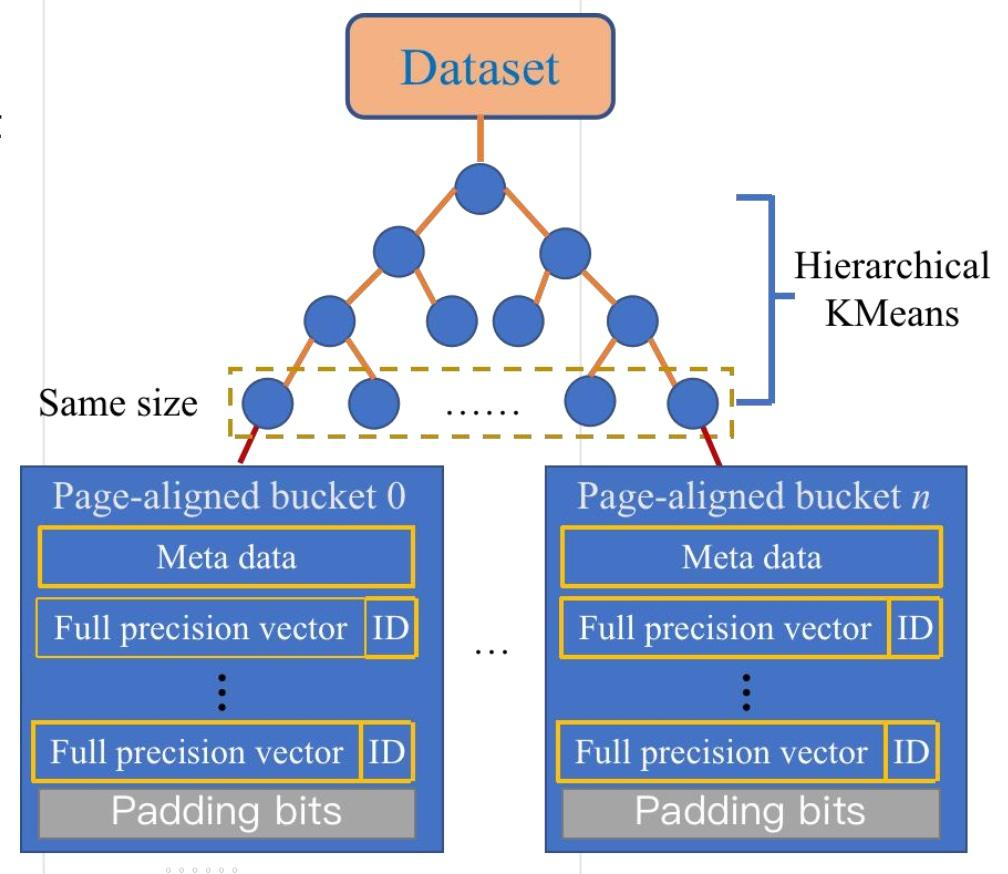 Dataset
Hierarchical
KMeans
Same size
......
Page-aligned bucket 0
Meta data
Full precision vector ID
⋮
Full precision vector ID
Padding bits
...
Page-aligned bucket n
Meta data
Full precision vector ID
⋮
Full precision vector ID
Padding bits